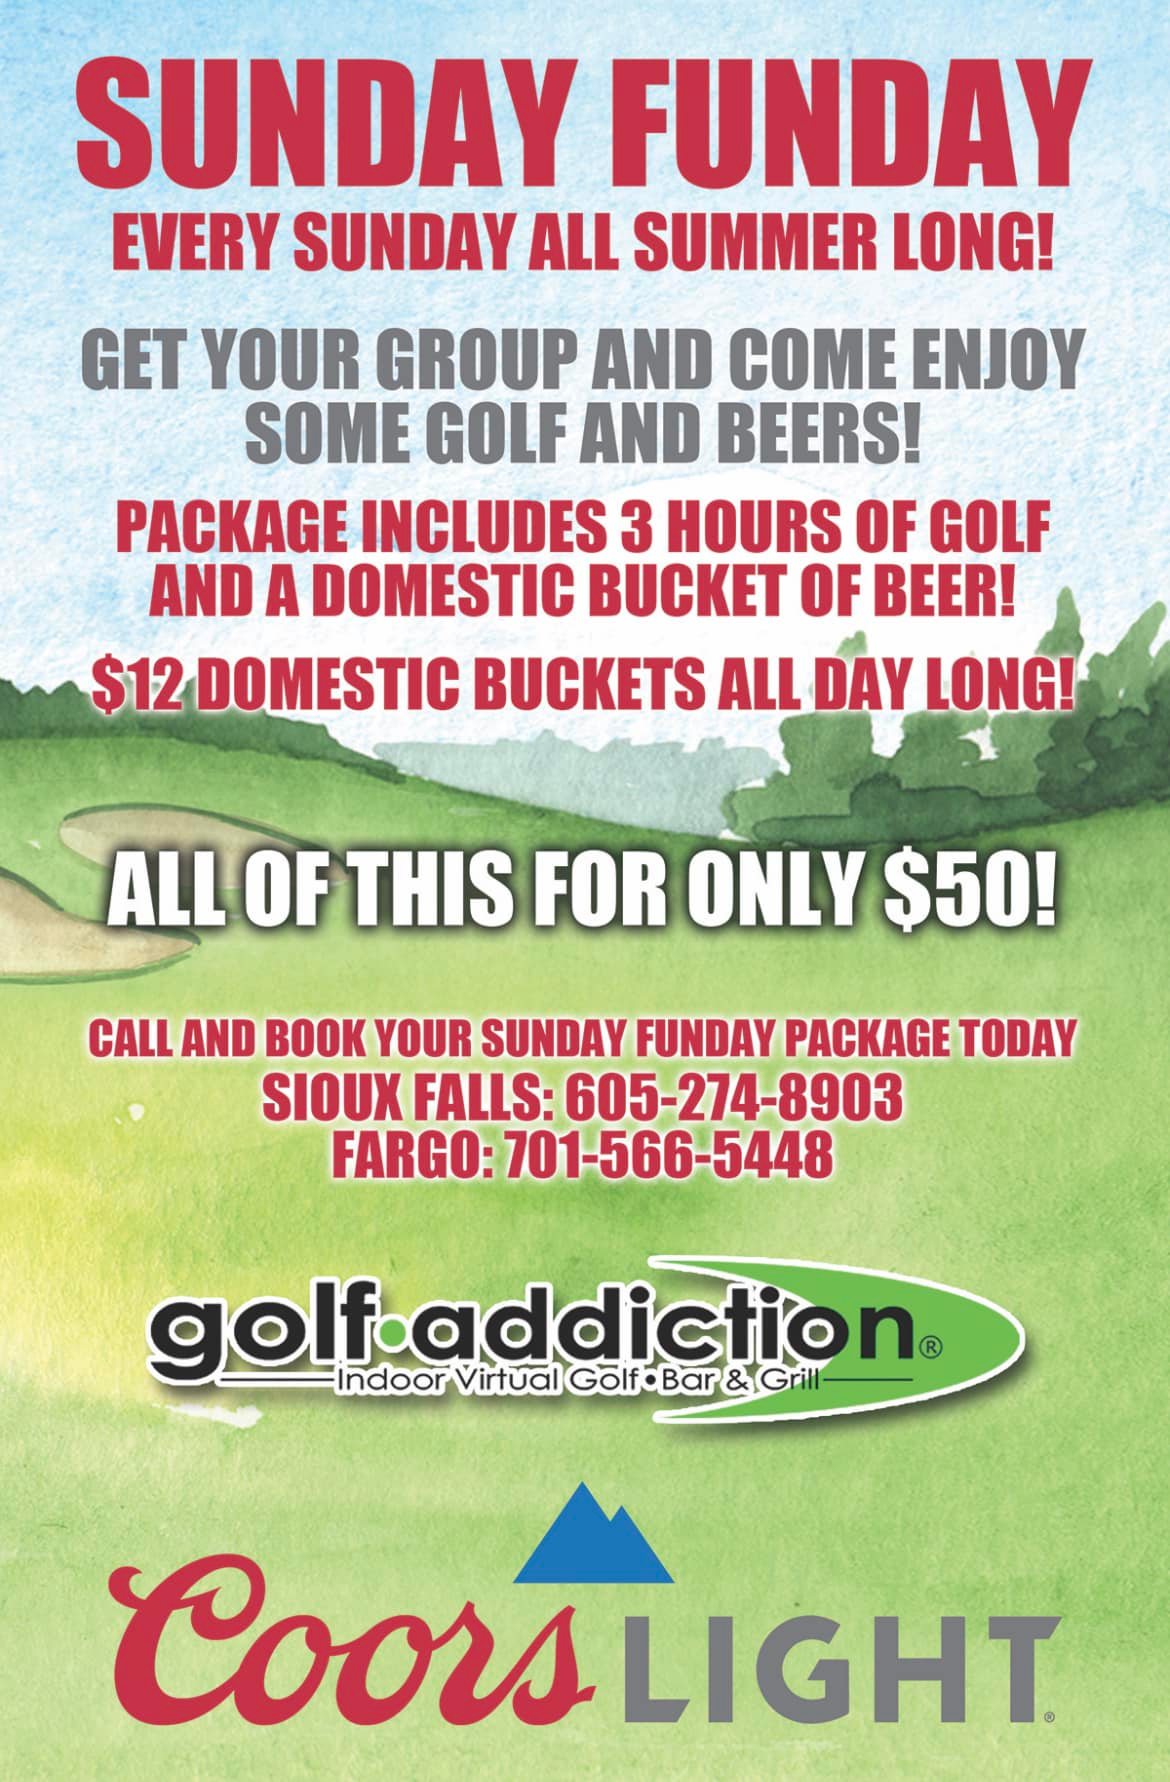 SUNDAY FUNDAY
EVERY SUNDAY ALL SUMMER LONG!
GET YOUR GROUP AND COME ENJOY
SOME GOLF AND BEERS!
PACKAGE INCLUDES 3 HOURS OF GOLF
AND A DOMESTIC BUCKET OF BEER!
$12 DOMESTIC BUCKETS ALL DAY LONG!
ALL OF THIS FOR ONLY $50!
CALL AND BOOK YOUR SUNDAY FUNDAY PACKAGE TODAY
SIOUX FALLS: 605-274-8903
FARGO: 701-566-5448
golf•addiction®
Indoor Virtual Golf•Bar & Grill
Coors LIGHT®